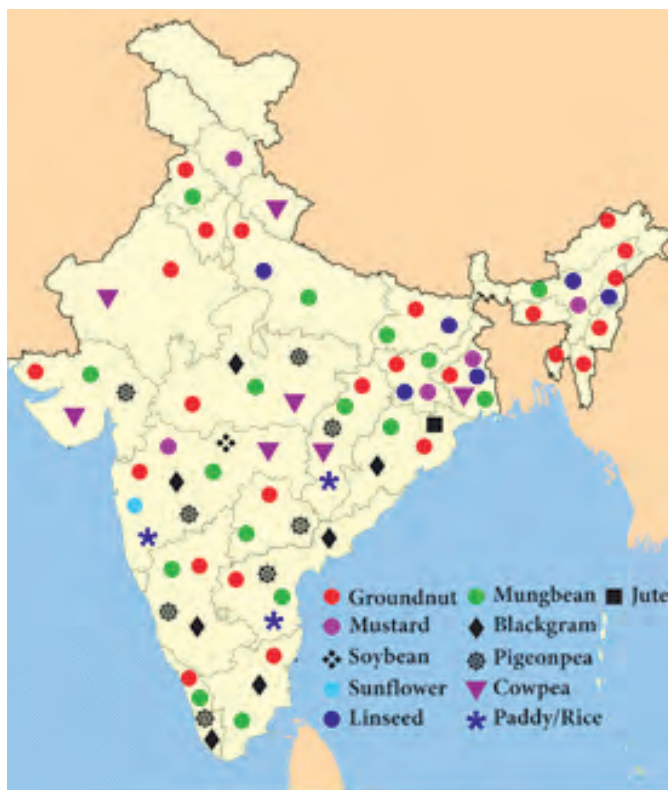 Groundnut Mungbean Jute
Mustard Blackgram
Soybean Pigeonpea
Sunflower Cowpea
Linseed Paddy/Rice